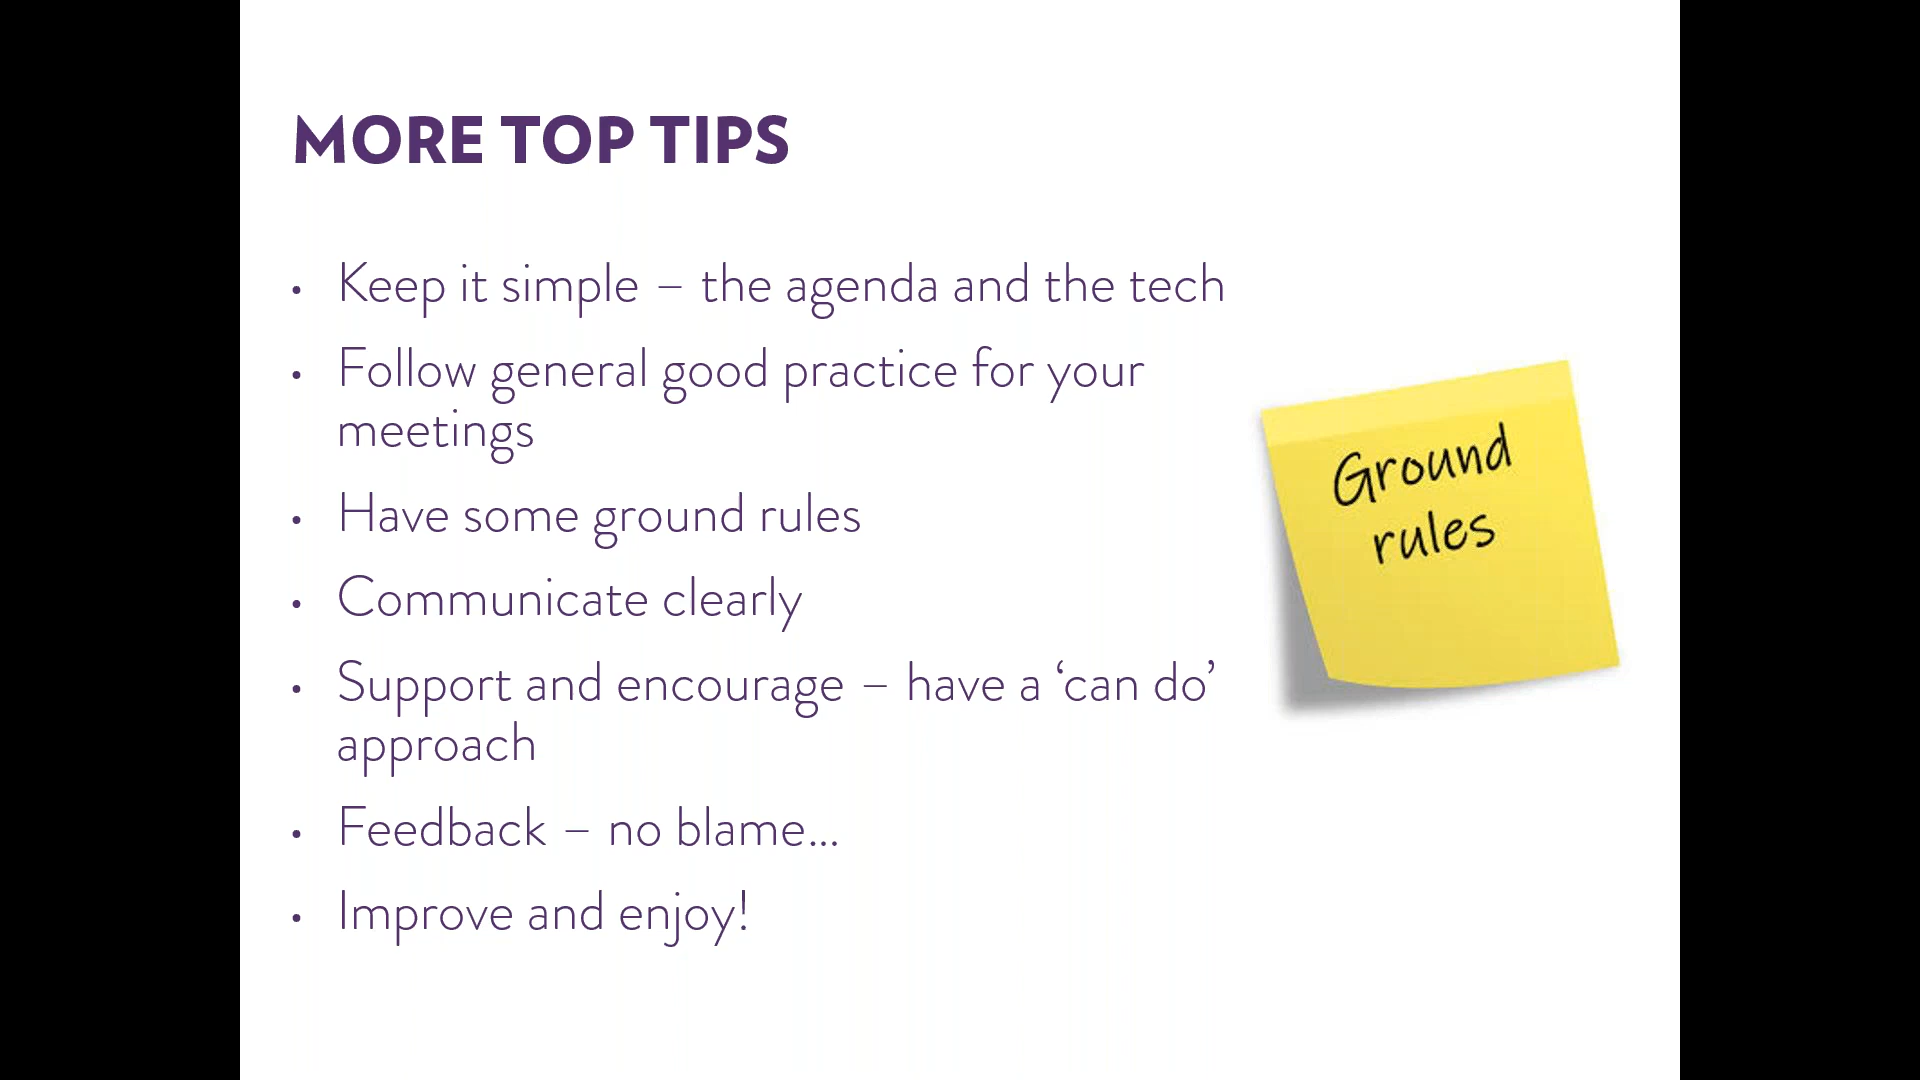 MORE TOP TIPS
• Keep it simple – the agenda and the tech
• Follow general good practice for your
meetings
• Have some ground rules
• Communicate clearly
• Support and encourage – have a ‘can do’
approach
• Feedback – no blame...
• Improve and enjoy!
Ground
rules